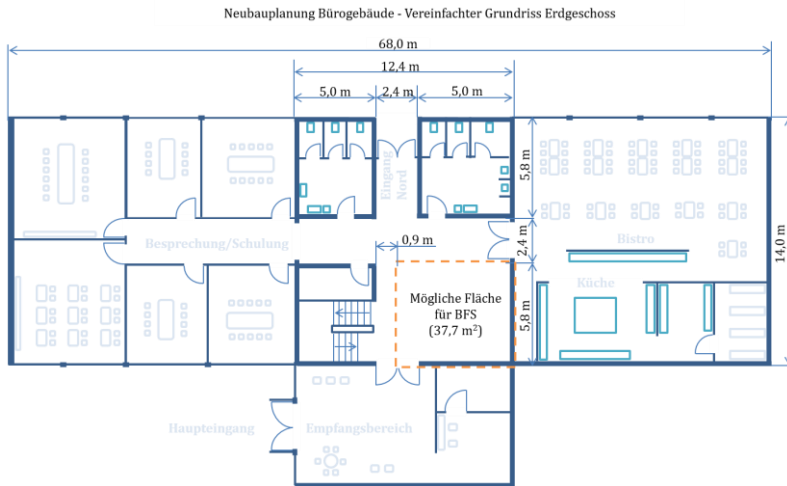 Neubauplanung Bürogebäude - Vereinfachter Grundriss Erdgeschoss
68,0 m
12,4 m
5,0 m
2,4 m
5,0 m
Eingang
Nord
5,8 m
0,9 m
Besprechung/Schulung
Bistro
2,4 m
14,0 m
Mögliche Fläche
für BFS
(37,7 m²)
Küche
5,8 m
Haupteingang
Empfangsbereich